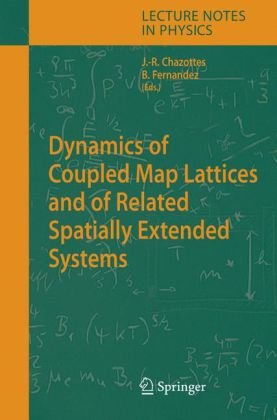 LECTURE NOTES
IN PHYSICS
J.-R. Chazottes
B. Fernandez
(Eds.)
Dynamics of
Coupled Map Lattices
and of Related
Spatially Extended
Systems
Springer